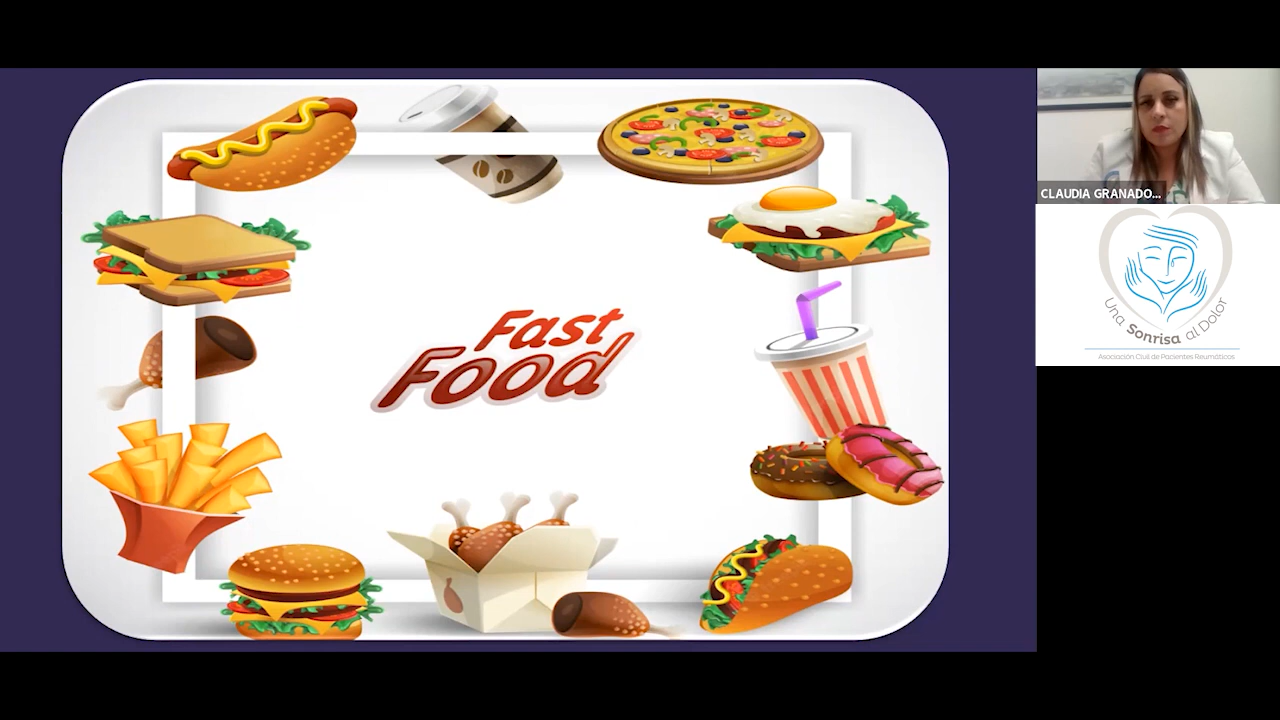 Fast
Food
CLAUDIA GRANADO...
Una Sonrisa al Dolor
Asociación Civil de Pacientes Reumáticos